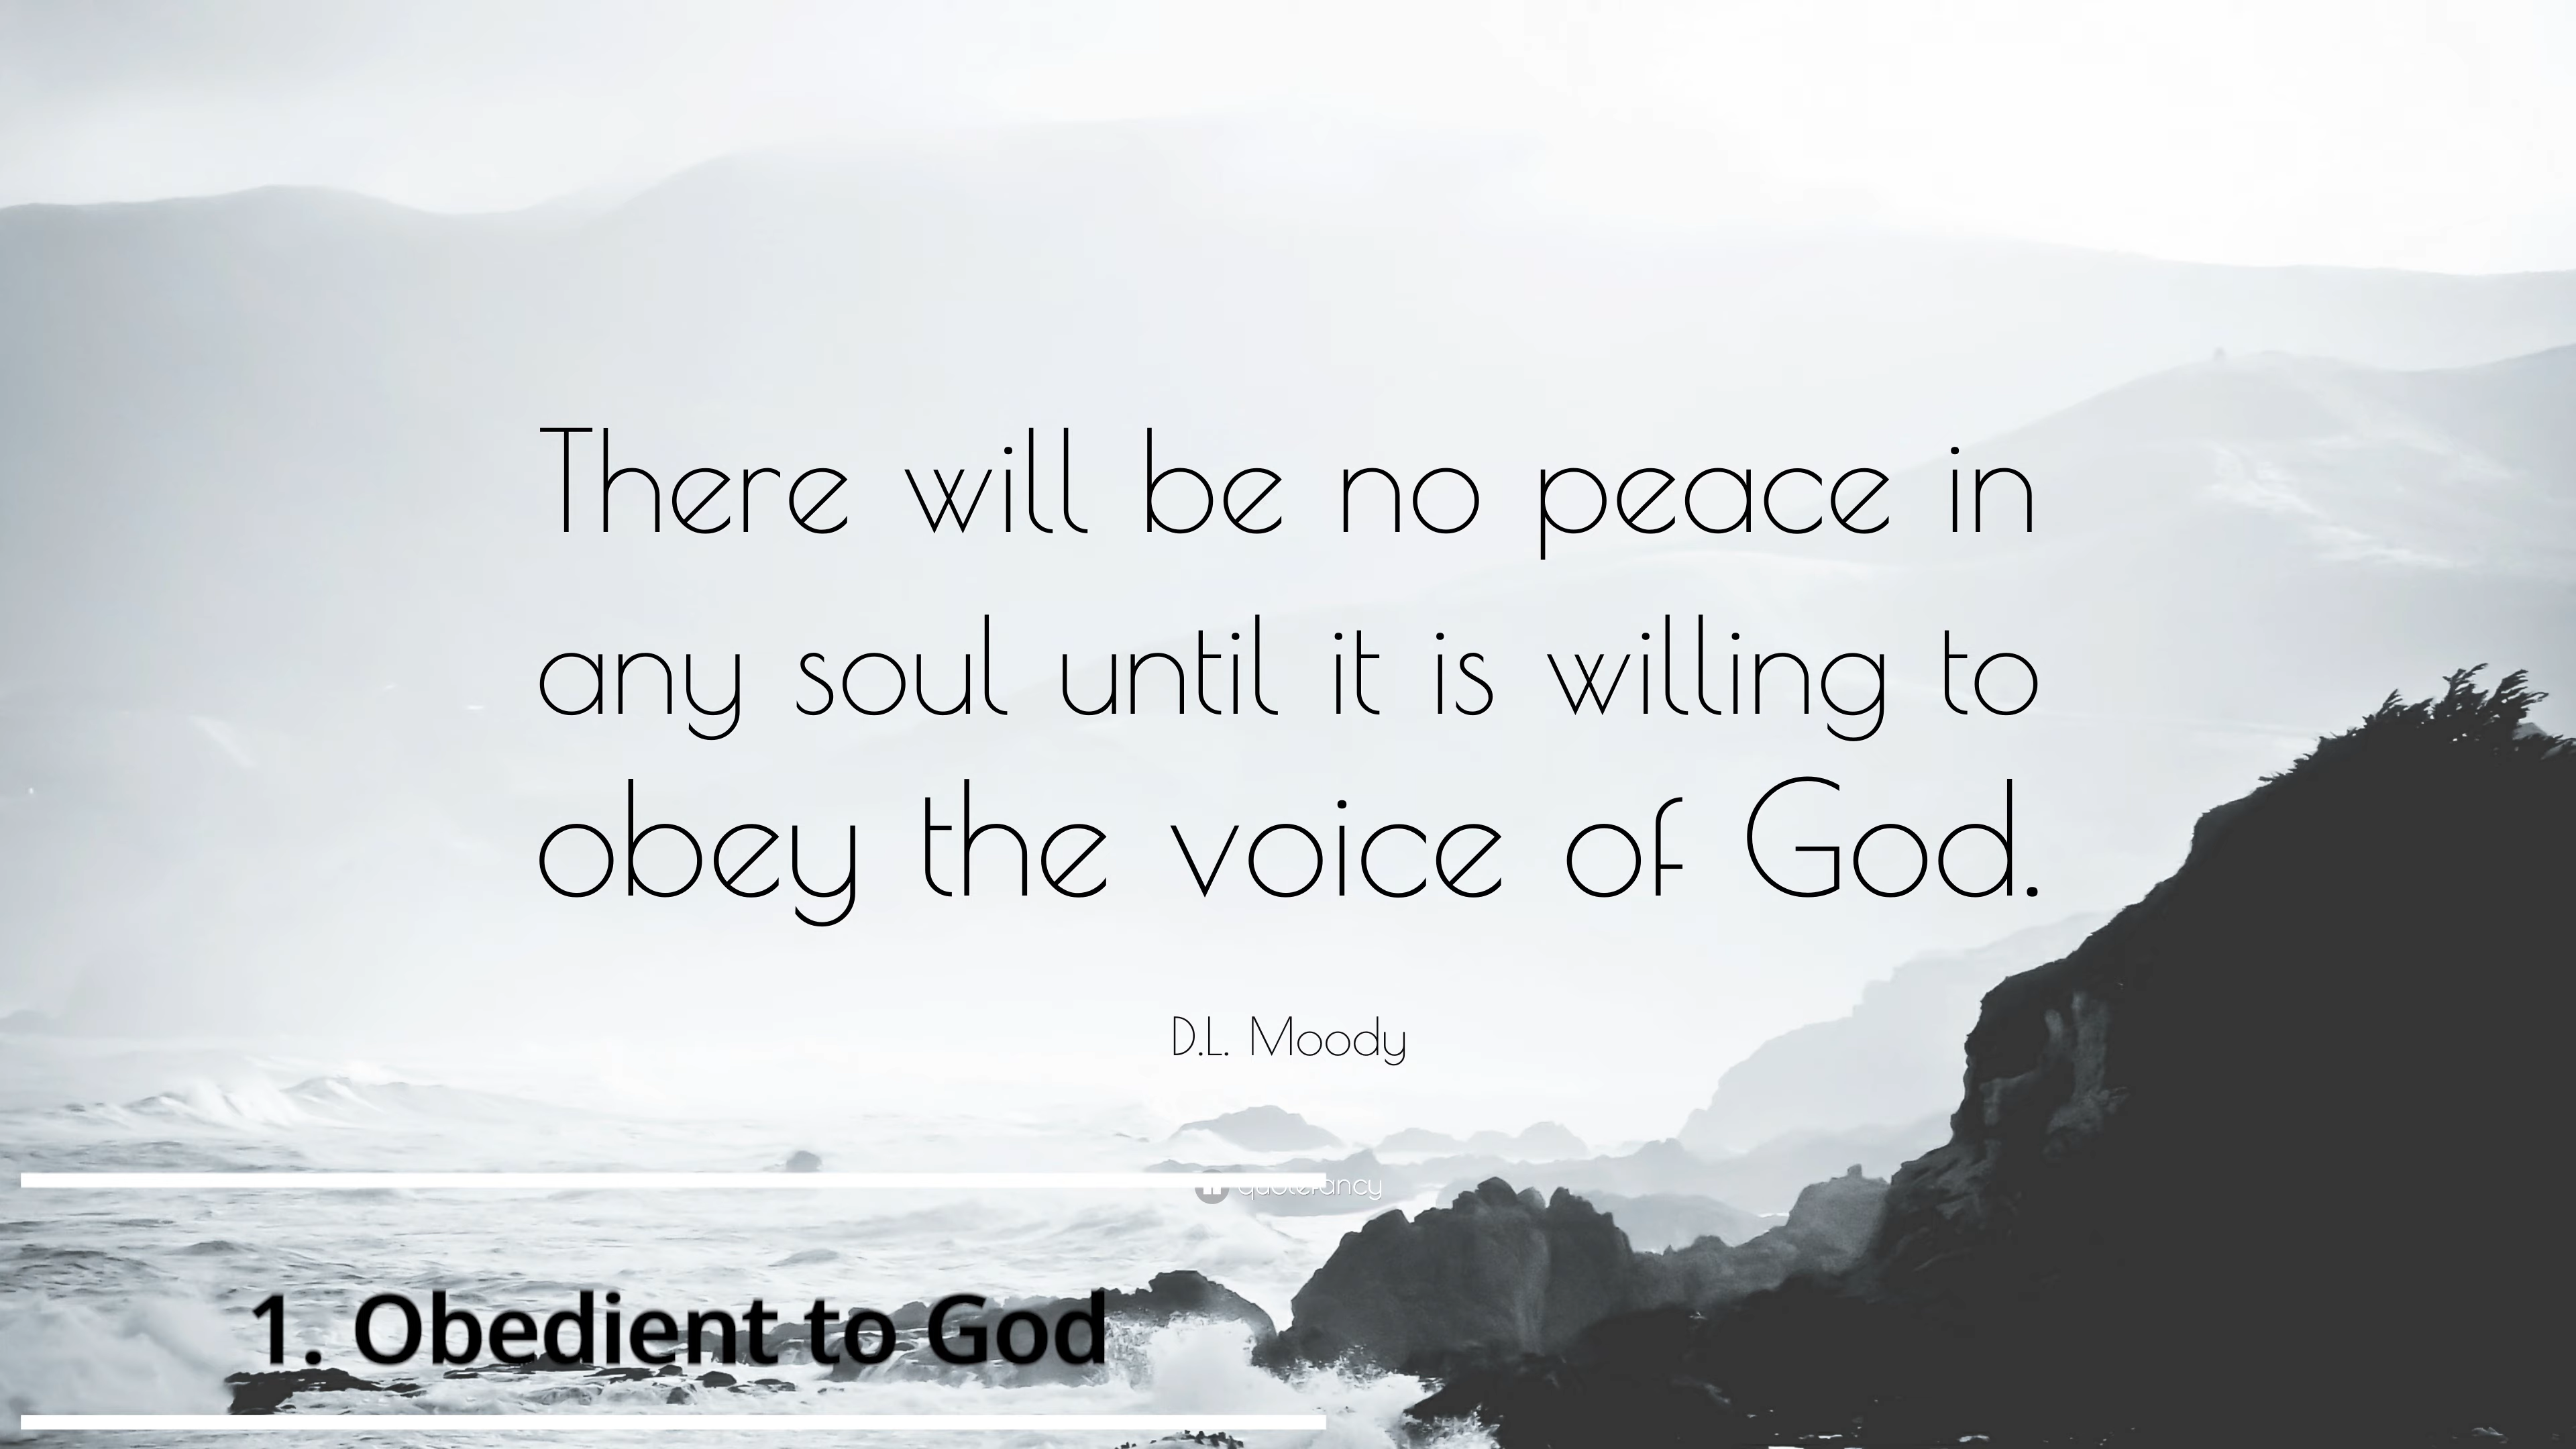 There will be no peace in
any soul until it is willing to
obey the voice of God.
D.L. Moody
quotefancy
1. Obedient to God